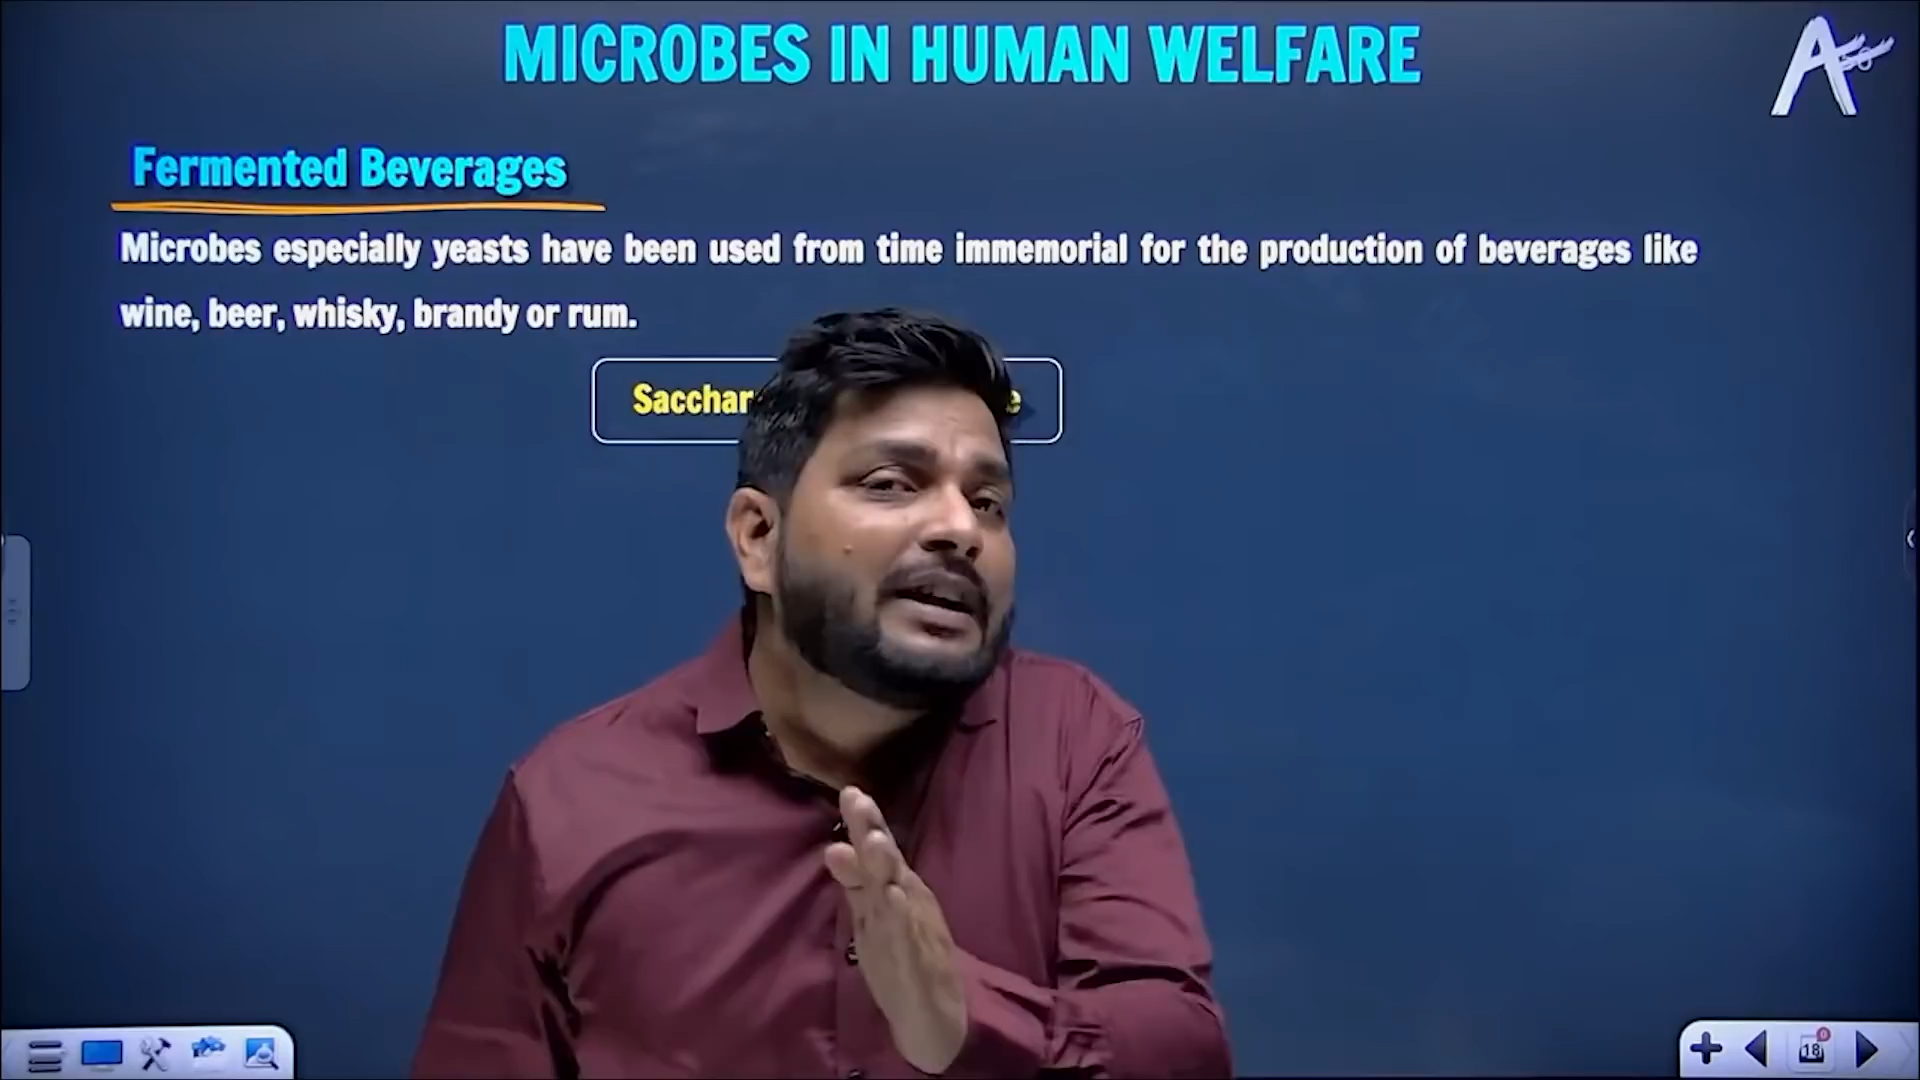 MICROBES IN HUMAN WELFARE
Fermented Beverages
Microbes especially yeasts have been used from time immemorial for the production of beverages like
wine, beer, whisky, brandy or rum.
18